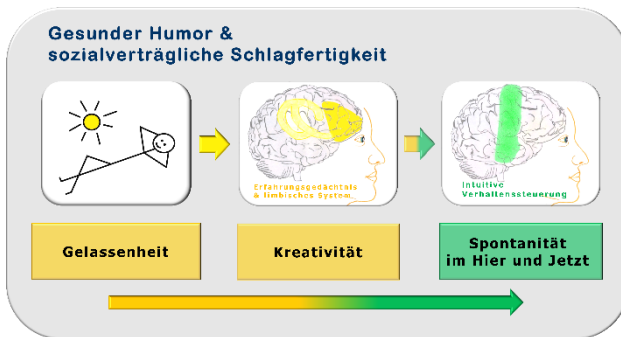 Gesunder Humor &
sozialverträgliche Schlagfertigkeit
Erfahrungsgedächtnis
& limbisches System
Intuitive
Verhaltenssteuerung
Gelassenheit
Kreativität
Spontanität
im Hier und Jetzt